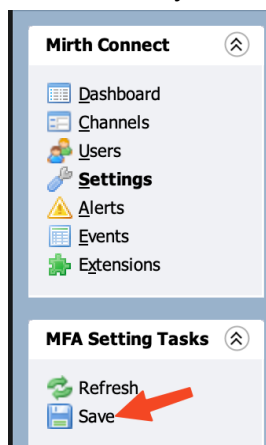 Mirth Connect
Dashboard
Channels
Users
Settings
Alerts
Events
Extensions
MFA Setting Tasks
Refresh
Save